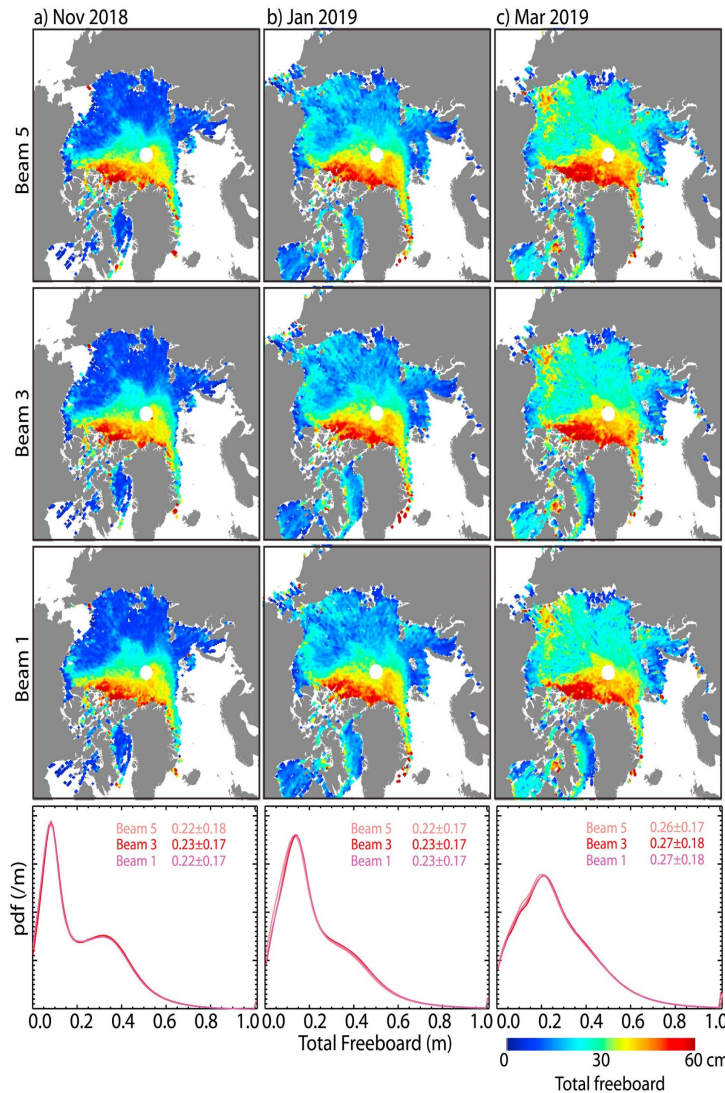 a) Nov 2018
b) Jan 2019
c) Mar 2019
Beam 5
Beam 3
Beam 1
pdf (/m)
Beam 5 0.22±0.18
Beam 3 0.23±0.17
Beam 1 0.22±0.17
Beam 5 0.22±0.17
Beam 3 0.23±0.17
Beam 1 0.23±0.17
Beam 5 0.26±0.17
Beam 3 0.27±0.18
Beam 1 0.27±0.18
0.0 0.2 0.4 0.6 0.8 1.0
0.0 0.2 0.4 0.6 0.8 1.0
0.0 0.2 0.4 0.6 0.8 1.0
Total Freeboard (m)
0 30 60 cm
Total freeboard